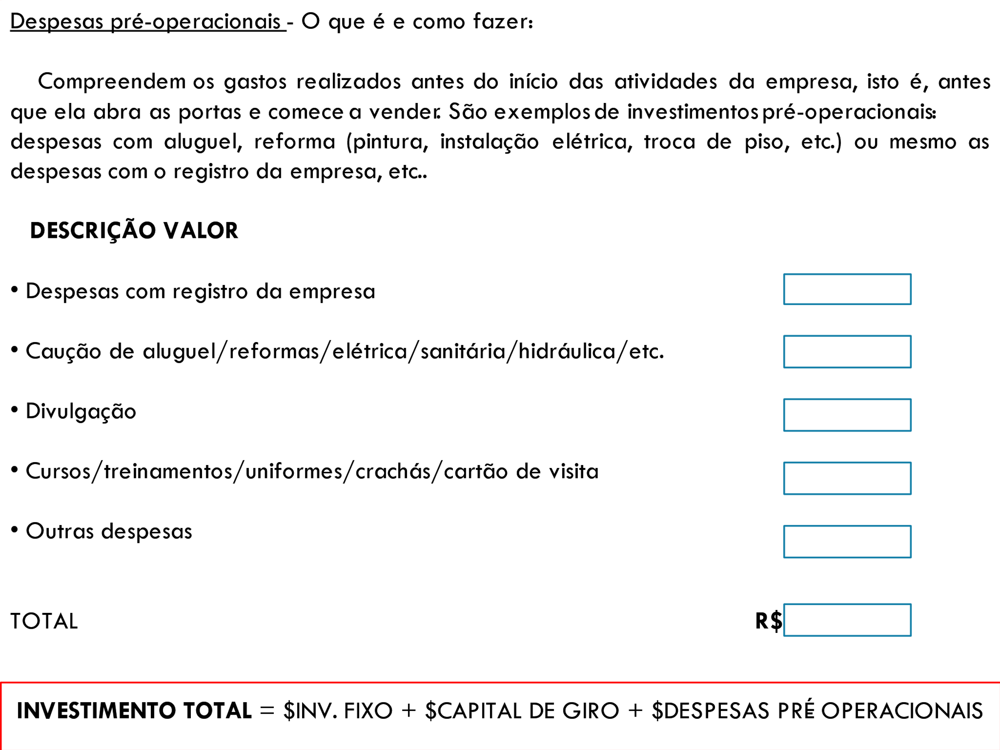 Despesas pré-operacionais - O que é e como fazer:
Compreendem os gastos realizados antes do início das atividades da empresa, isto é, antes
que ela abra as portas e comece a vender. São exemplos de investimentos pré-operacionais:
despesas com aluguel, reforma (pintura, instalação elétrica, troca de piso, etc.) ou mesmo as
despesas com o registro da empresa, etc..
DESCRIÇÃO VALOR
• Despesas com registro da empresa
• Caução de aluguel/reformas/elétrica/sanitária/hidráulica/etc.
• Divulgação
• Cursos/treinamentos/uniformes/crachás/cartão de visita
• Outras despesas
TOTAL R$
INVESTIMENTO TOTAL = $INV. FIXO + $CAPITAL DE GIRO + $DESPESAS PRÉ OPERACIONAIS